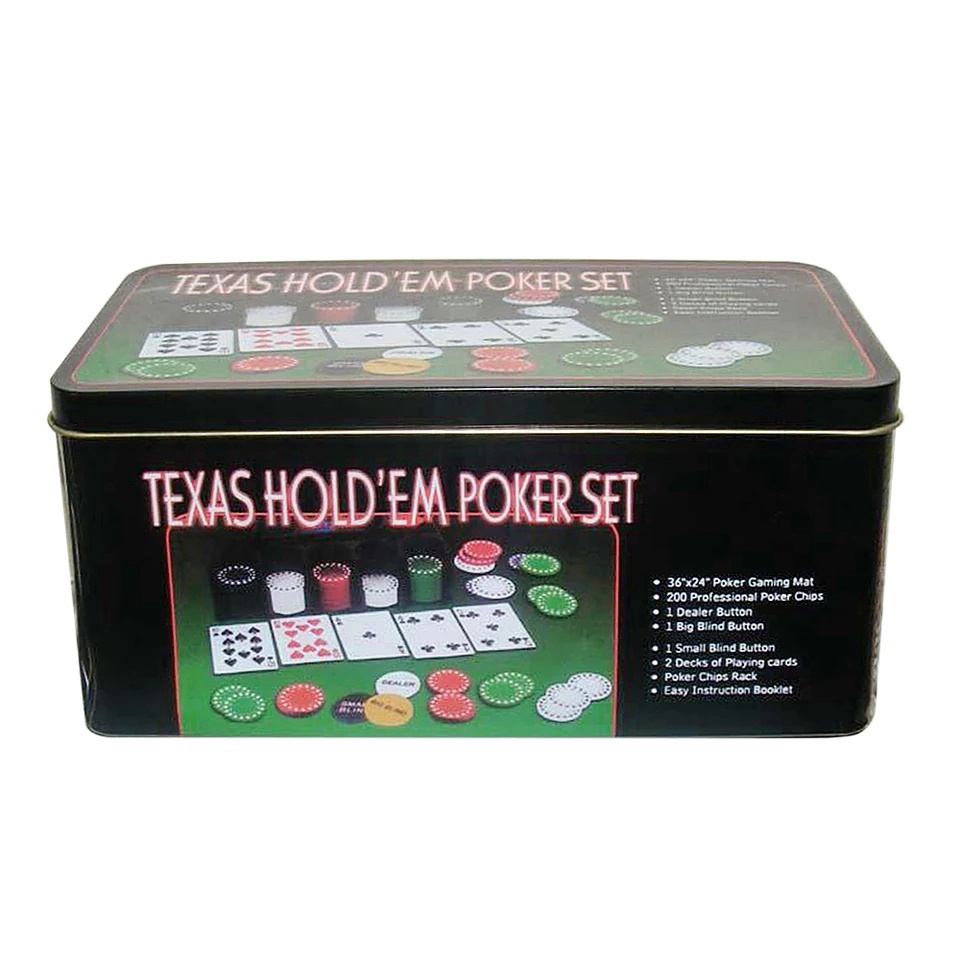 TEXAS HOLD'EM POKER SET
TEXAS HOLD'EM POKER SET
• 36"x24" Poker Gaming Mat
• 200 Professional Poker Chips
• 1 Dealer Button
• 1 Big Blind Button
• 1 Small Blind Button
• 2 Decks of Playing cards
• Poker Chips Rack
• Easy Instruction Booklet
DEALER
BIG BLIND